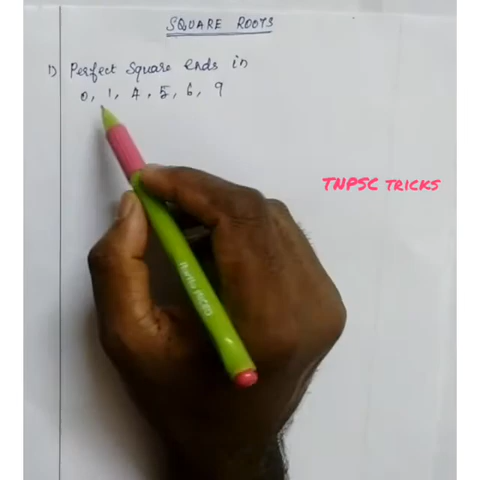 SQUARE ROOTS
1) Perfect Square ends in
0, 1, 4, 5, 6, 9
TNPSC TRICKS